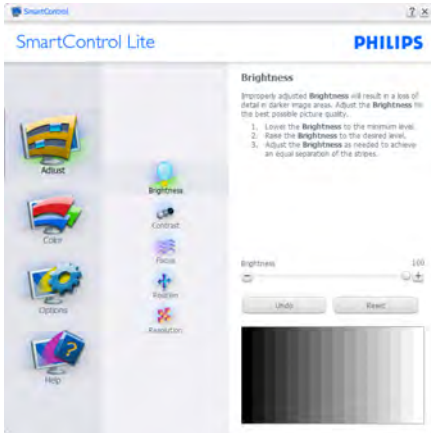 SmartControl
? ×
SmartControl Lite
PHILIPS
Brightness
Improperly adjusted Brightness will result in a loss of
detail in darker image areas. Adjust the Brightness for
the best possible picture quality.
1. Lower the Brightness to the minimum level.
2. Raise the Brightness to the desired level.
3. Adjust the Brightness as needed to achieve
an equal separation of the stripes.
Adjust
Color
Options
Help
Brightness
Contrast
Focus
Position
Resolution
Brightness 100
Undo Reset